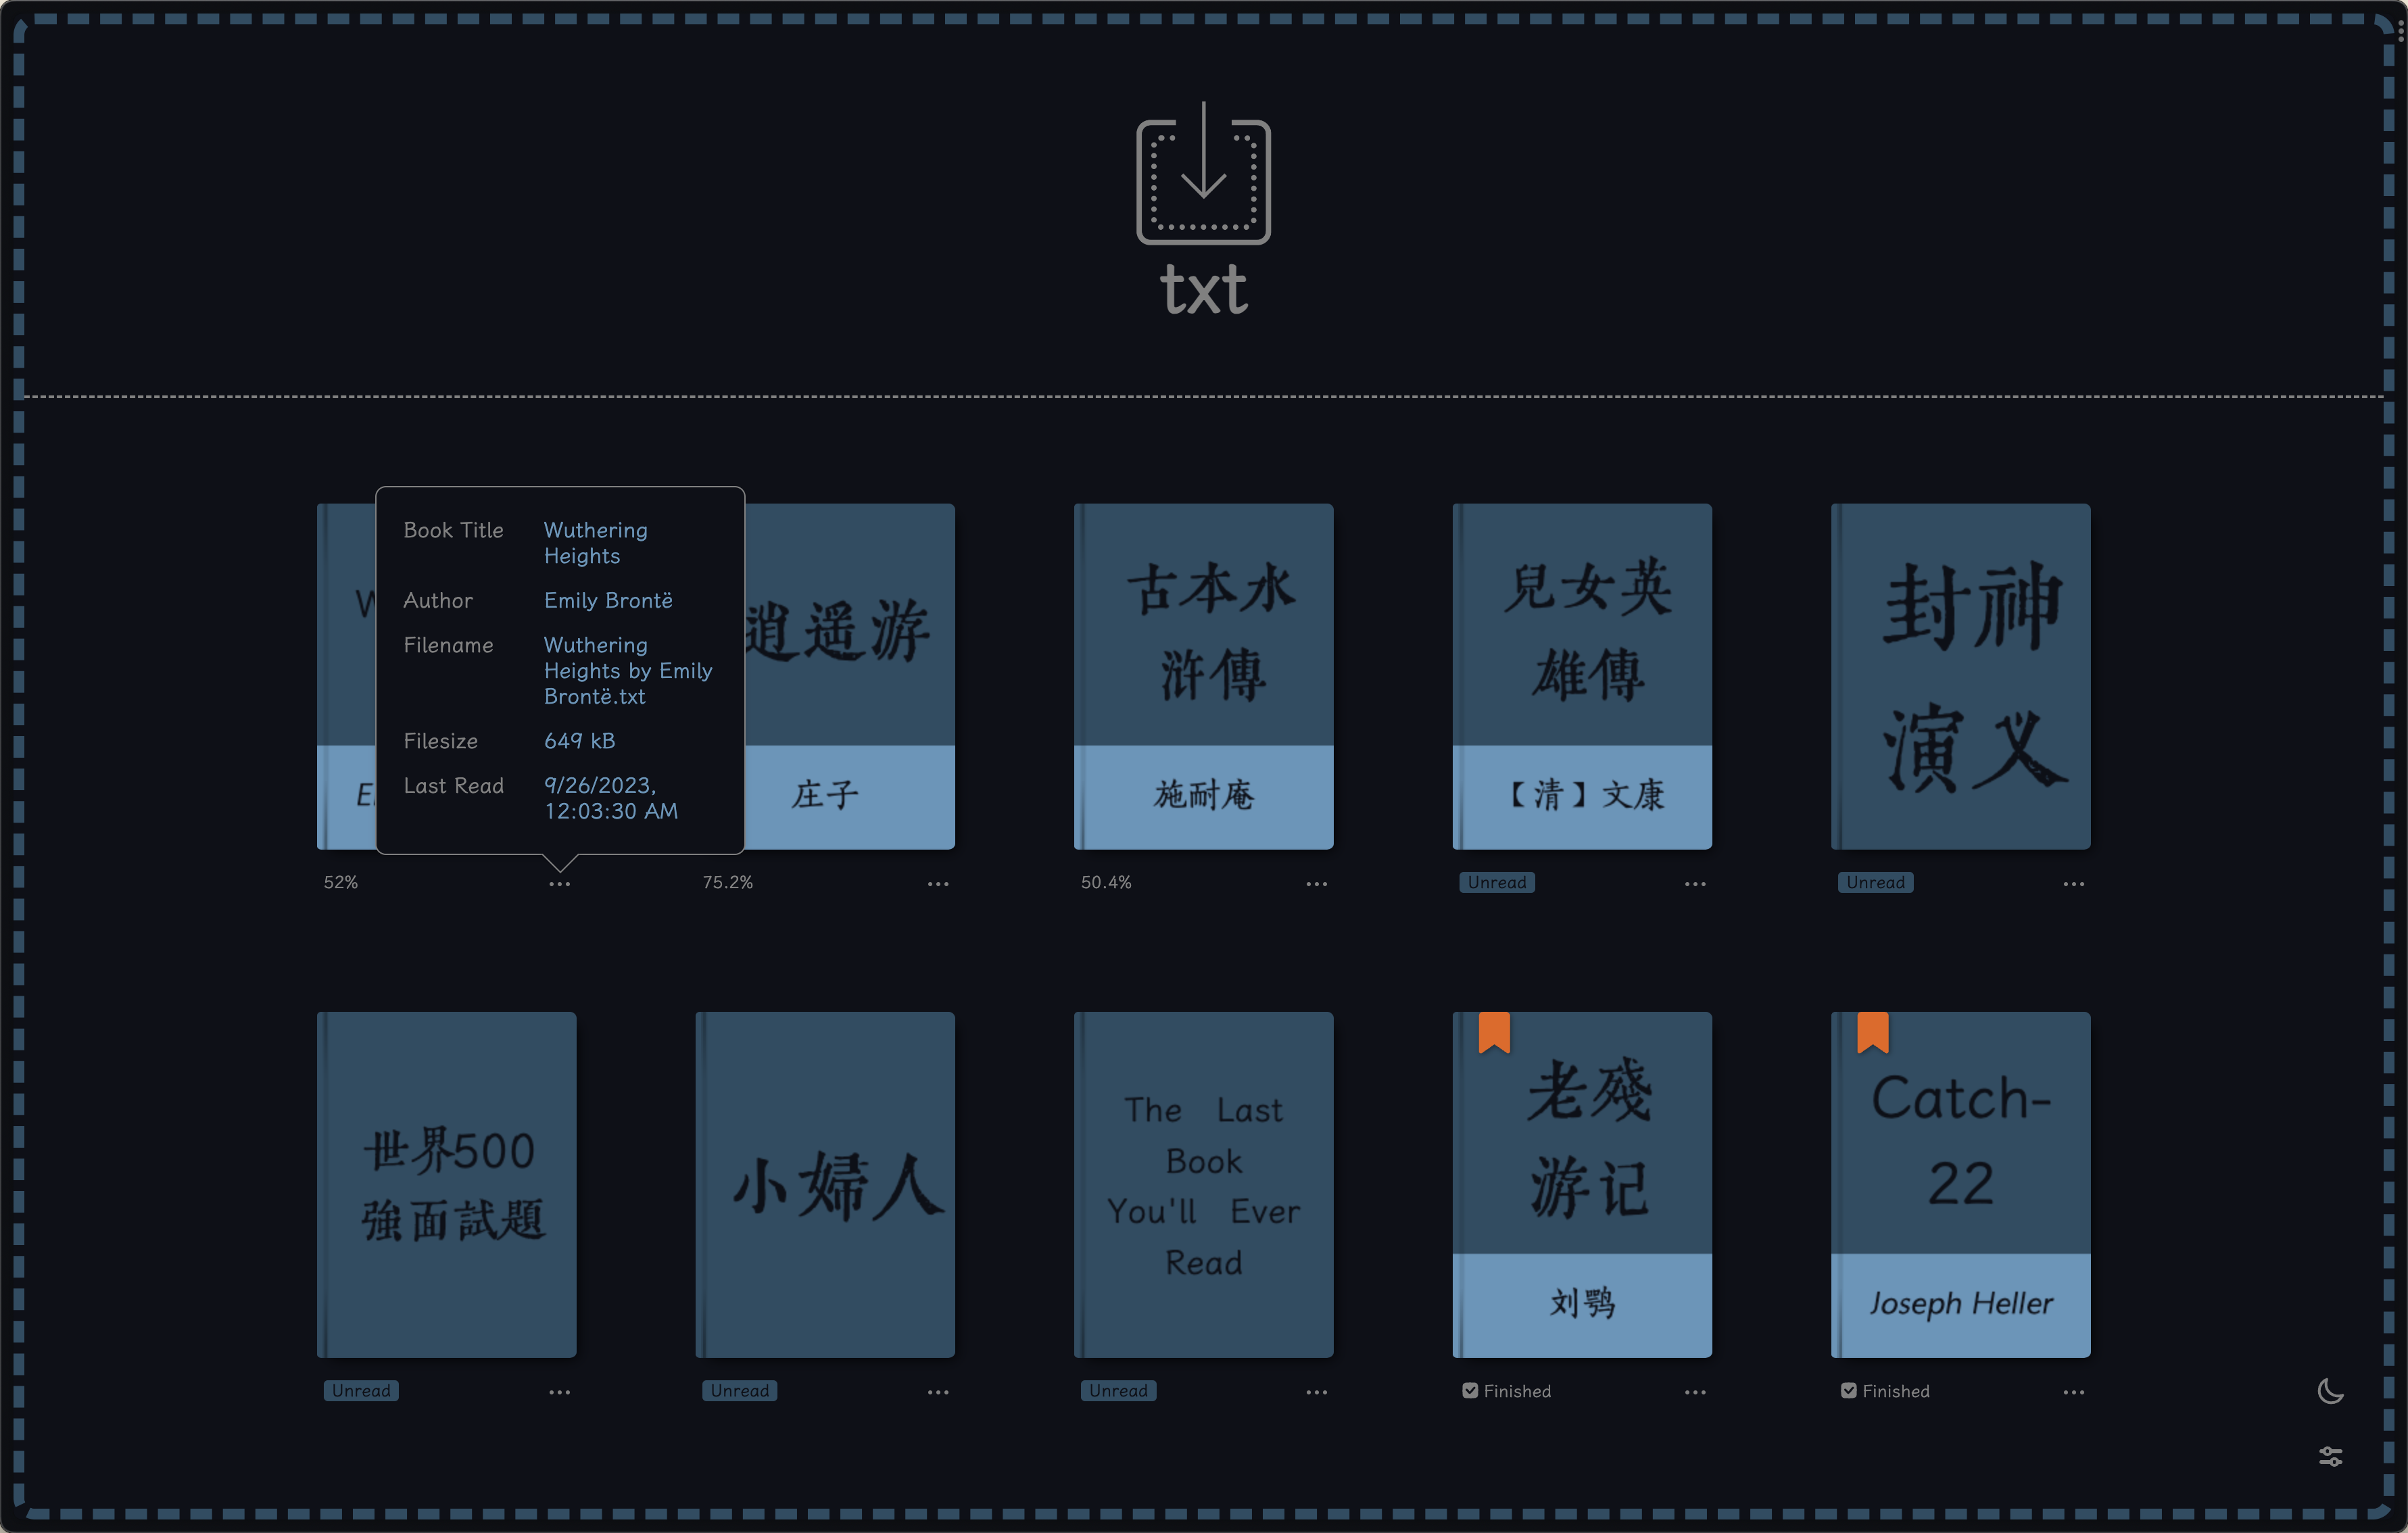 txt
Book Title
Wuthering
Heights
Author
Emily Brontë
Filename
Wuthering
Heights by Emily
Brontë.txt
Filesize
649 kB
Last Read
9/26/2023,
12:03:30 AM
52%
逍遥游
庄子
75.2%
古本水
滸傳
施耐庵
50.4%
兒女英
雄傳
【清】文康
Unread
封神
演义
Unread
世界500
強面試題
Unread
小婦人
Unread
The Last
Book
You'll Ever
Read
Unread
老殘
游记
刘鹗
Finished
Catch-
22
Joseph Heller
Finished